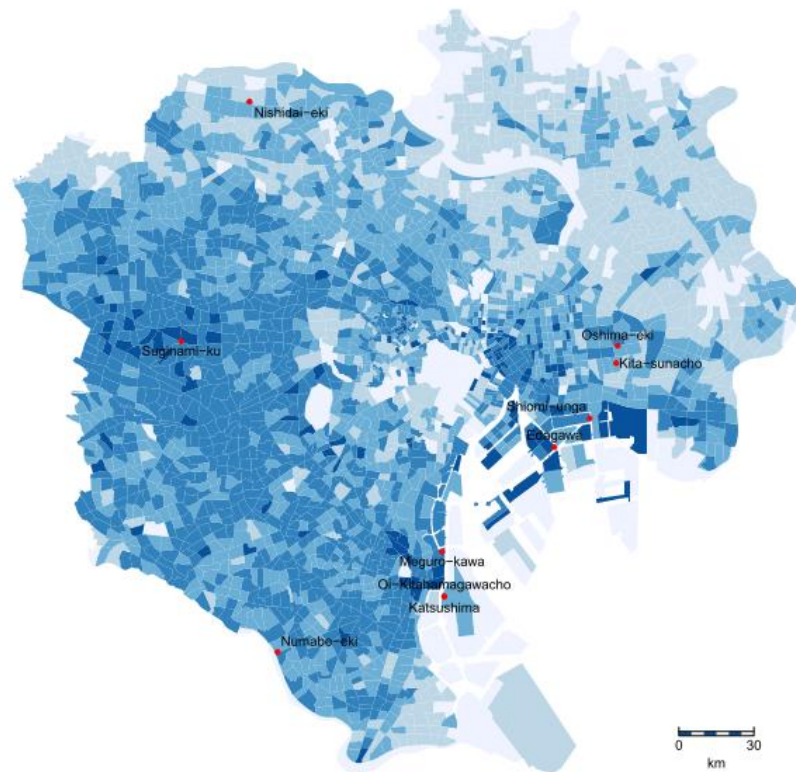 Nishidai-eki
Oshima-eki
Suginami-ku
Kita-sunacho
Shiomi-unga
Edagawa
Meguro-kawa
Oi-Kitahamagawacho
Katsushima
Numabe-eki
0 30
km